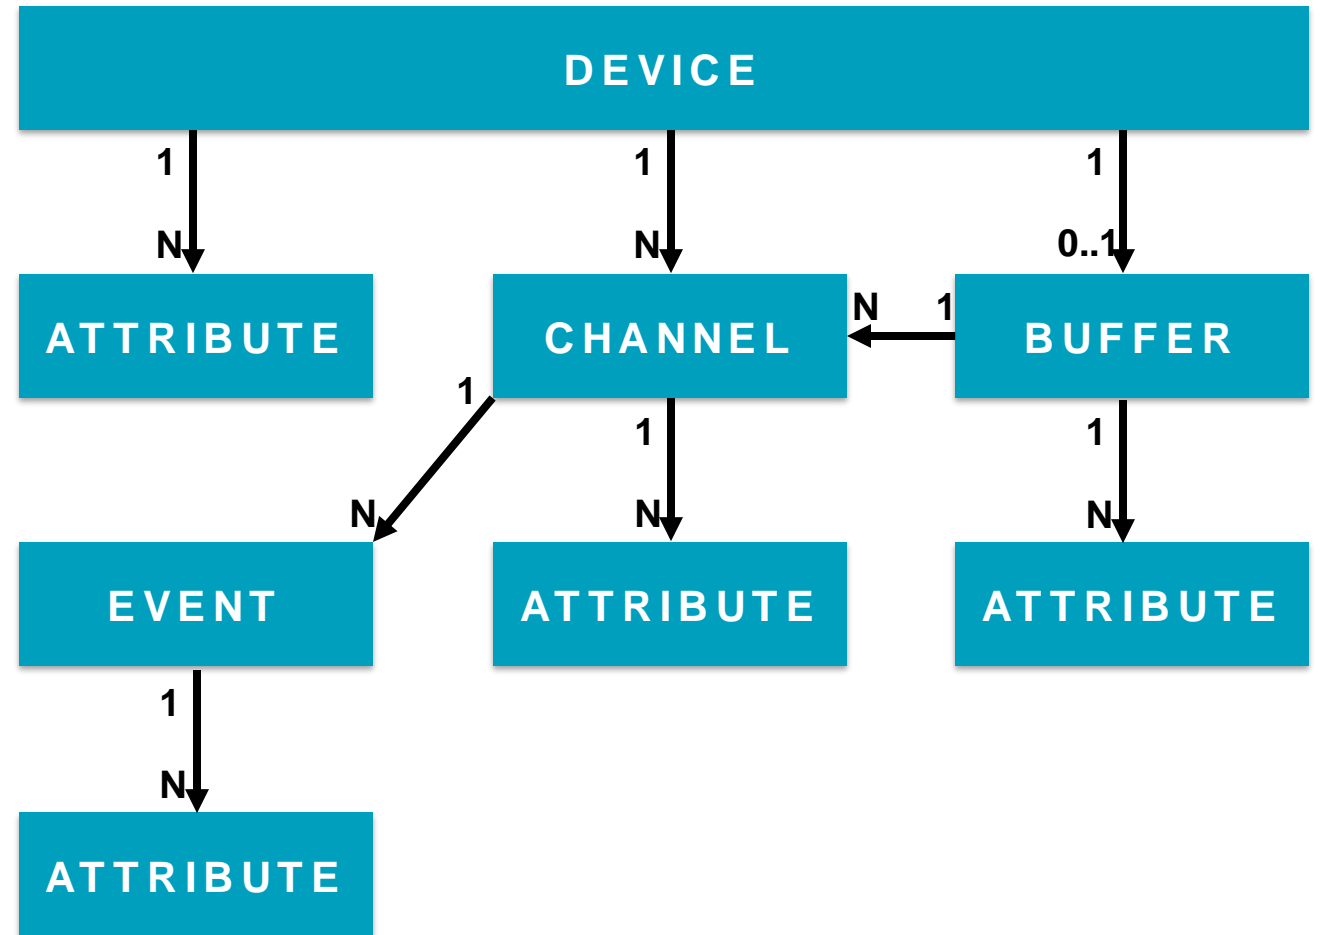 DEVICE
1 1 1
N N 0..1
ATTRIBUTE CHANNEL N 1 BUFFER
1 1 1
N N N
EVENT ATTRIBUTE ATTRIBUTE
1
N
ATTRIBUTE